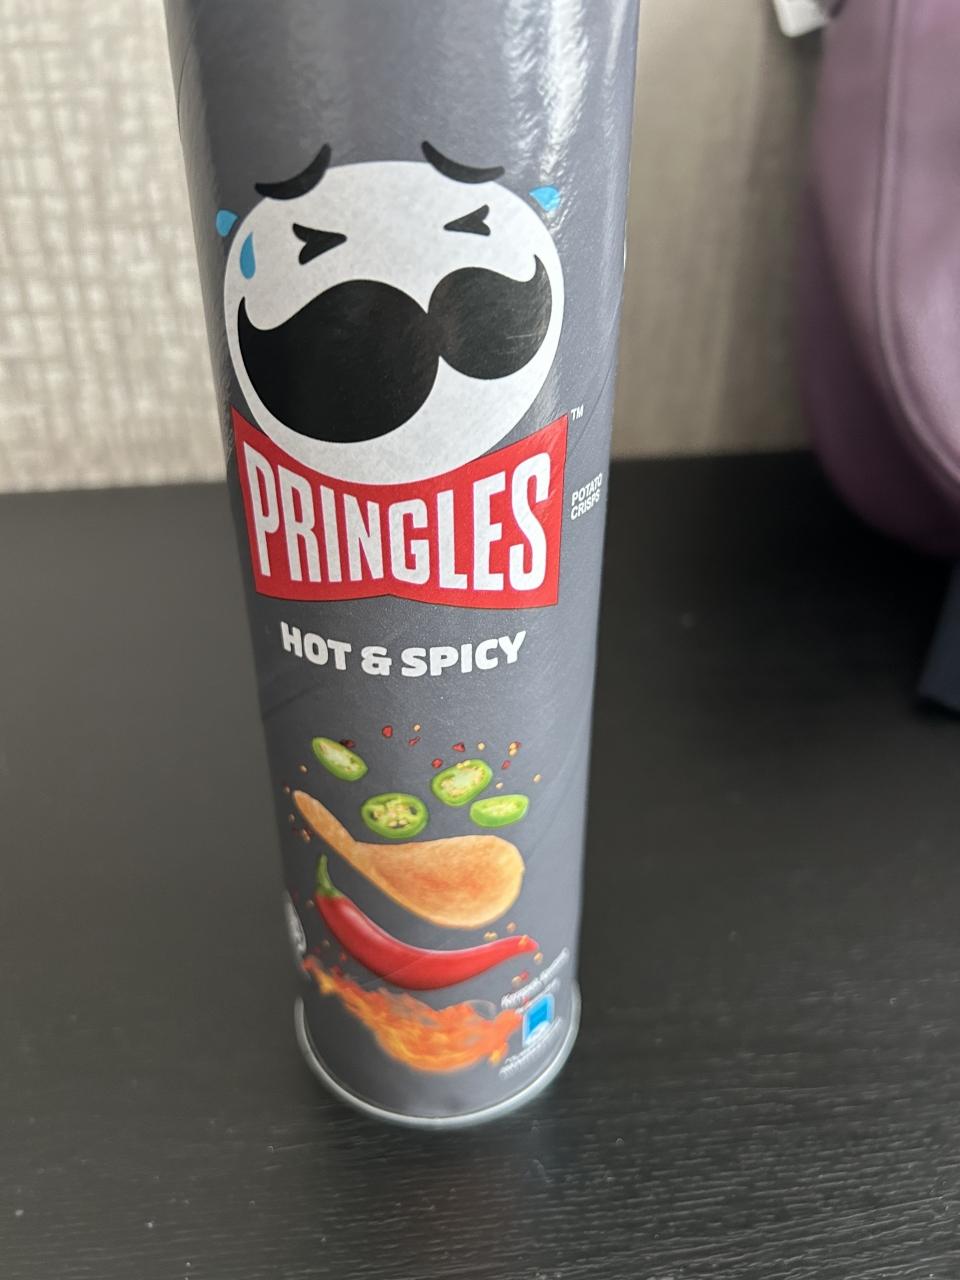 PRINGLES
TM
POTATO
CRISPS
HOT & SPICY